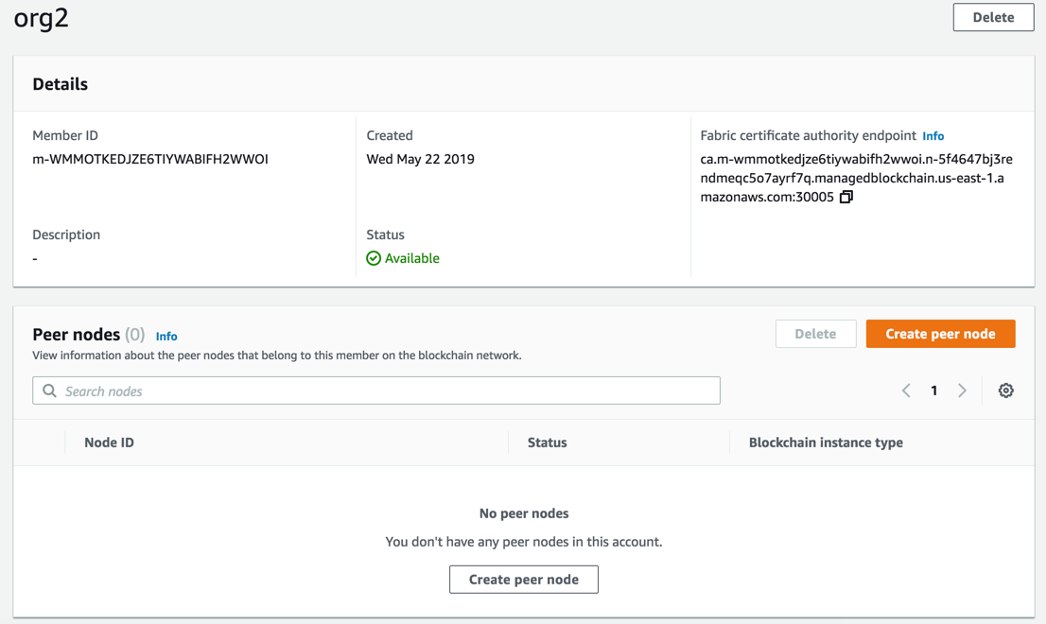 org2
Delete
Details
Member ID
m-WMMOTKEDJZE6TIYWABIFH2WWOI
Created
Wed May 22 2019
Fabric certificate authority endpoint Info
ca.m-wmmotkedjze6tiywabifh2wwoi.n-5f4647bj3re
ndmeqc5o7ayrf7q.managedblockchain.us-east-1.a
mazonaws.com:30005
Description
-
Status
Available
Peer nodes (0) Info
Delete
Create peer node
View information about the peer nodes that belong to this member on the blockchain network.
Search nodes
1
Node ID
Status
Blockchain instance type
No peer nodes
You don't have any peer nodes in this account.
Create peer node